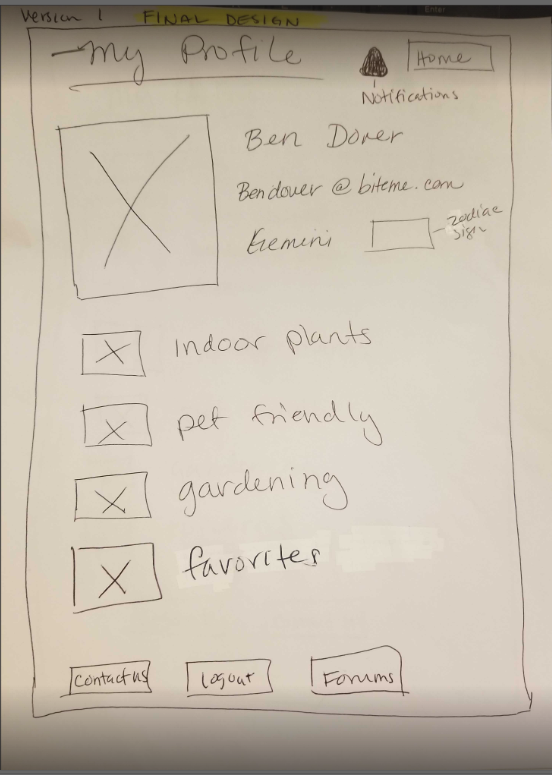 Version 1 FINAL DESIGN
My Profile
Home
Notifications
Ben Dover
Bendover @ biteme.com
Gemini
zodiac
sign
indoor plants
pet friendly
gardening
favorites
Contact us
Logout
Forums